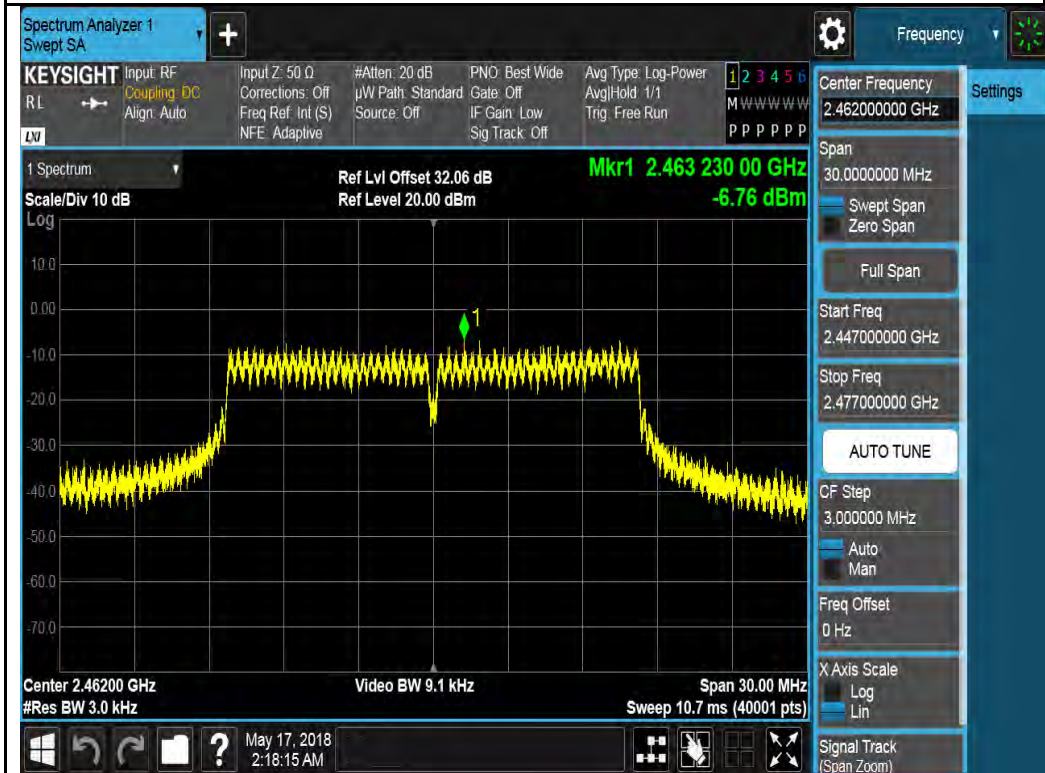 Spectrum Analyzer 1
Swept SA
+
Frequency
KEYSIGHT
Input: RF
Input Z: 50 Ω
#Atten: 20 dB
PNO: Best Wide
Avg Type: Log-Power
1 2 3 4 5 6
R L
Coupling: DC
Corrections: Off
µW Path: Standard
Gate: Off
Avg|Hold: 1/1
M W W W W W
Align: Auto
Freq Ref: Int (S)
Source: Off
IF Gain: Low
Trig: Free Run
P P P P P P
LXI
NFE: Adaptive
Sig Track: Off
Center Frequency
2.462000000 GHz
Settings
1 Spectrum
Ref Lvl Offset 32.06 dB
Mkr1 2.463 230 00 GHz
Scale/Div 10 dB
Ref Level 20.00 dBm
-6.76 dBm
Span
30.0000000 MHz
Swept Span
Zero Span
Log
10.0
0.00
-10.0
-20.0
-30.0
-40.0
-50.0
-60.0
-70.0
1
Full Span
Start Freq
2.447000000 GHz
Stop Freq
2.477000000 GHz
AUTO TUNE
CF Step
3.000000 MHz
Auto
Man
Freq Offset
0 Hz
X Axis Scale
Log
Lin
Center 2.46200 GHz
Video BW 9.1 kHz
Span 30.00 MHz
#Res BW 3.0 kHz
Sweep 10.7 ms (40001 pts)
?
May 17, 2018
2:18:15 AM
Signal Track
(Span Zoom)